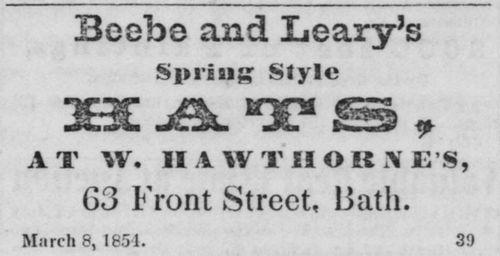 Beebe and Leary's
Spring Style
HATS,
AT W. HAWTHORNE'S,
63 Front Street, Bath.
March 8, 1854. 39